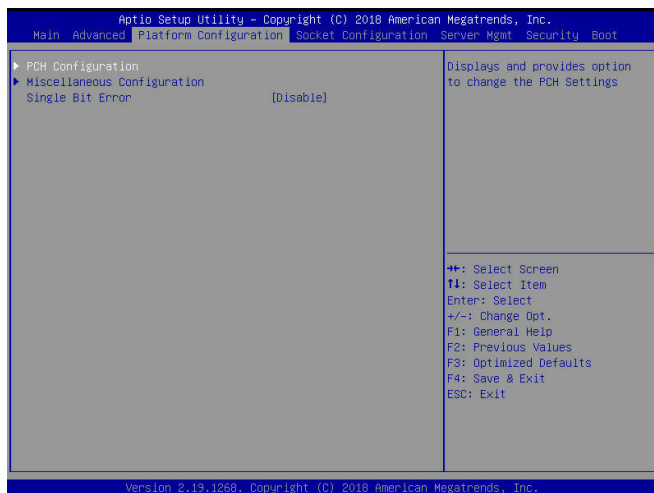 Aptio Setup Utility – Copyright (C) 2018 American Megatrends, Inc.
Main Advanced Platform Configuration Socket Configuration Server Mgmt Security Boot
PCH Configuration
Miscellaneous Configuration
Single Bit Error [Disable]
Displays and provides option
to change the PCH Settings
→←: Select Screen
↑↓: Select Item
Enter: Select
+/-: Change Opt.
F1: General Help
F2: Previous Values
F3: Optimized Defaults
F4: Save & Exit
ESC: Exit
Version 2.19.1268. Copyright (C) 2018 American Megatrends, Inc.